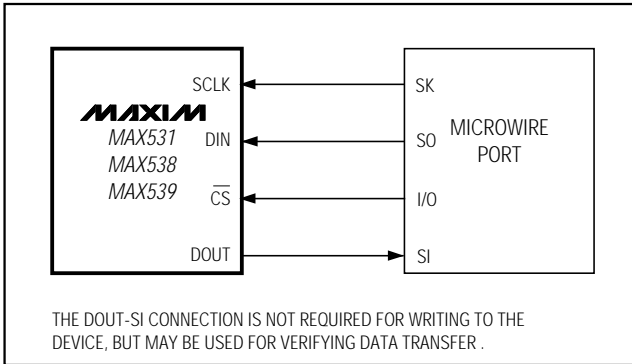 SCLK SK
MAXIM
MAX531 DIN SO MICROWIRE
MAX538 PORT
MAX539 CS I/O
DOUT SI
THE DOUT-SI CONNECTION IS NOT REQUIRED FOR WRITING TO THE
DEVICE, BUT MAY BE USED FOR VERIFYING DATA TRANSFER .